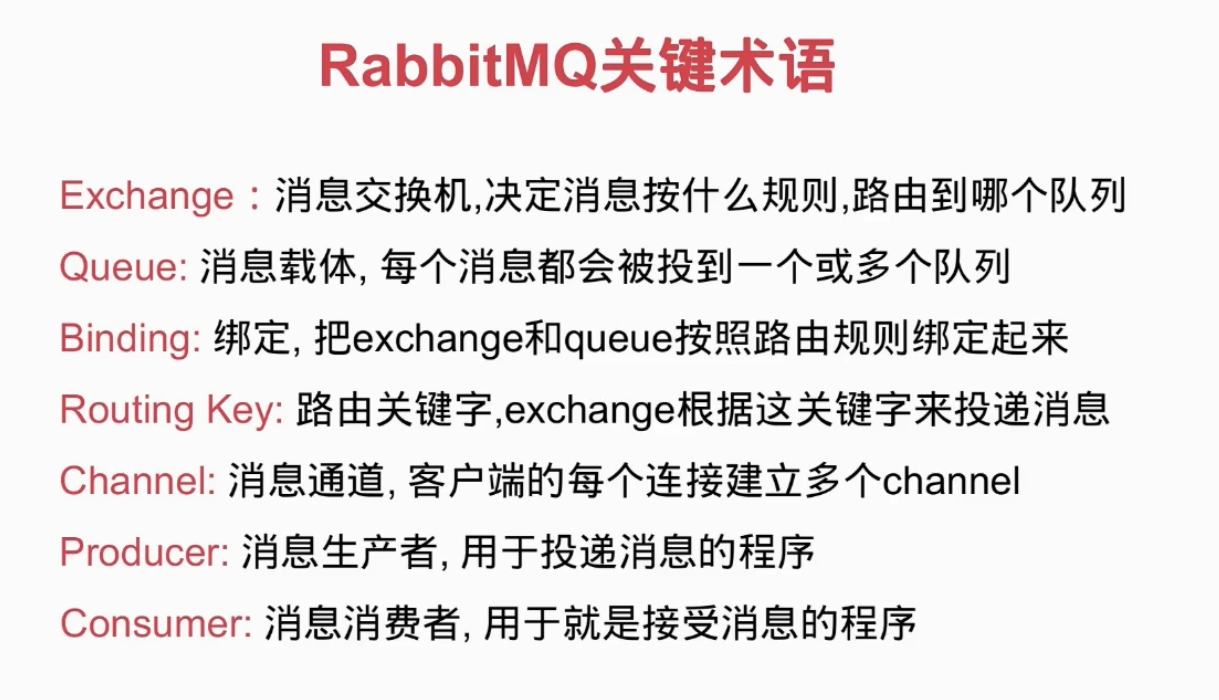 RabbitMQ关键术语
Exchange：消息交换机,决定消息按什么规则,路由到哪个队列
Queue: 消息载体, 每个消息都会被投到一个或多个队列
Binding: 绑定, 把exchange和queue按照路由规则绑定起来
Routing Key: 路由关键字,exchange根据这关键字来投递消息
Channel: 消息通道, 客户端的每个连接建立多个channel
Producer: 消息生产者, 用于投递消息的程序
Consumer: 消息消费者, 用于就是接受消息的程序